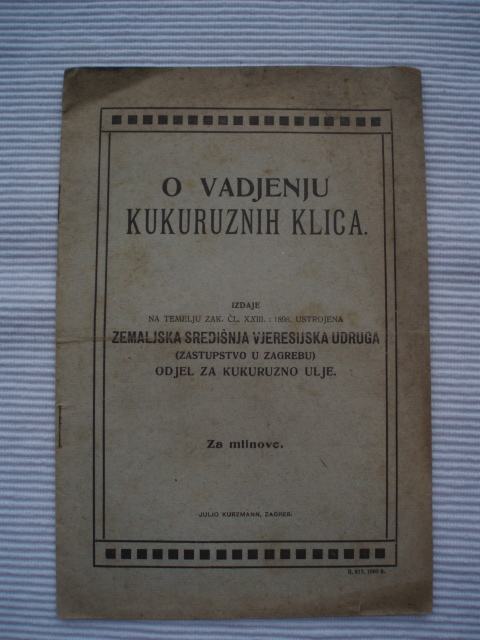 O VADJENJU
KUKURUZNIH KLICA.
IZDAJE
NA TEMELJU ZAK. ČL. XXIII. : 1898. USTROJENA
ZEMALJSKA SREDIŠNJA VJERESIJSKA UDRUGA
(ZASTUPSTVO U ZAGREBU)
ODJEL ZA KUKURUZNO ULJE.
Za mlinove.
JULIO KURZMANN, ZAGREB.